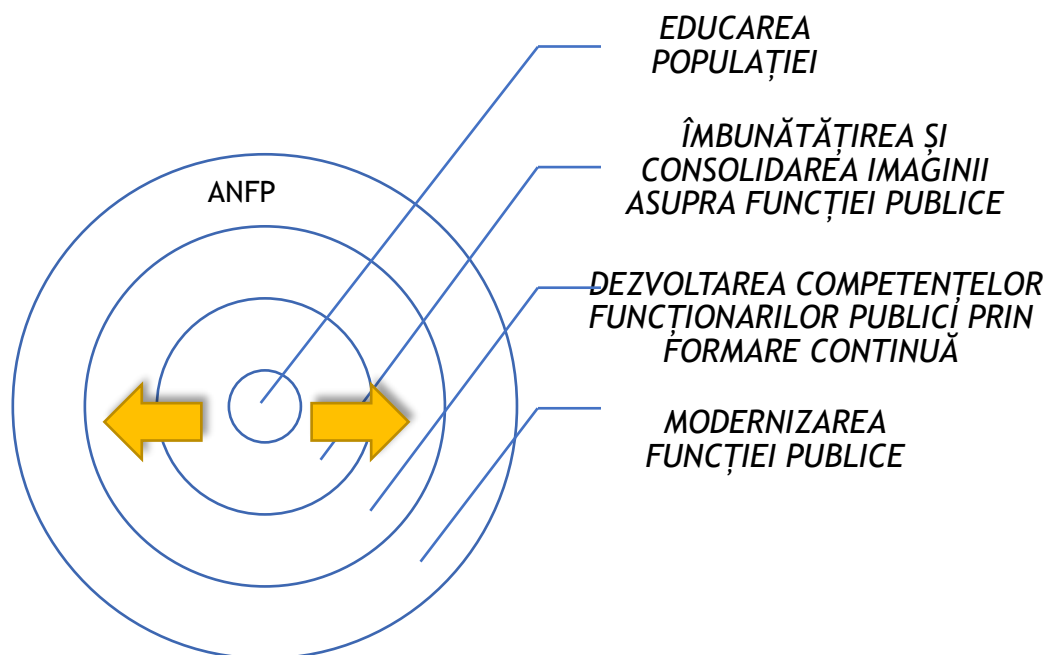 EDUCAREA
POPULAȚIEI
ÎMBUNĂTĂȚIREA ȘI
CONSOLIDAREA IMAGINII
ASUPRA FUNCȚIEI PUBLICE
ANFP
DEZVOLTAREA COMPETENȚELOR
FUNCȚIONARILOR PUBLICI PRIN
FORMARE CONTINUĂ
MODERNIZAREA
FUNCȚIEI PUBLICE